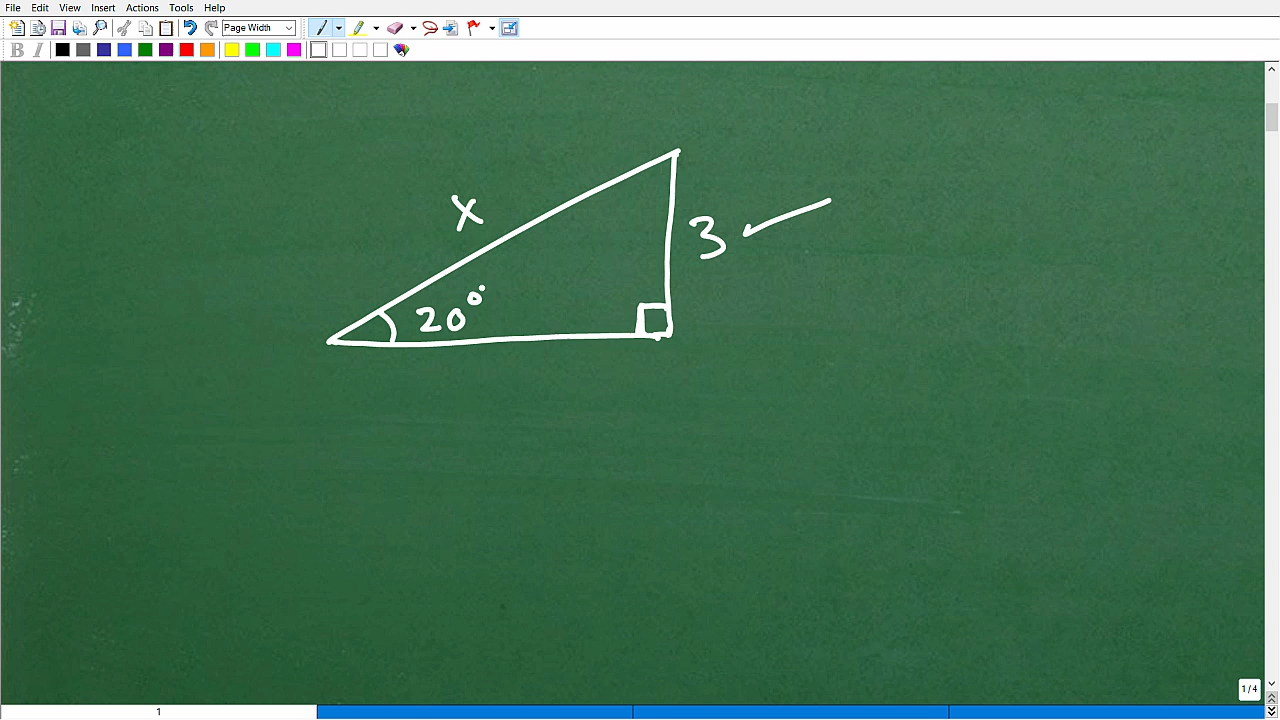 File Edit View Insert Actions Tools Help
Page Width
B I
x
3
20°
1 / 4
1